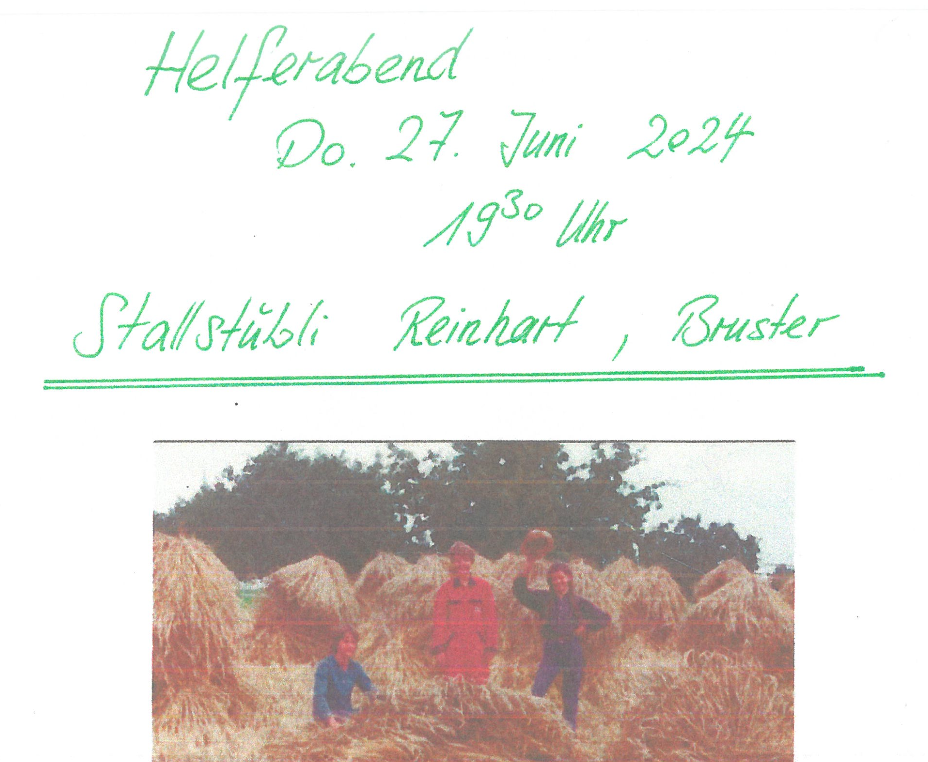 Helferabend
Do. 27. Juni 2024
19³⁰ Uhr
Stallstübli Reinhart, Bruster